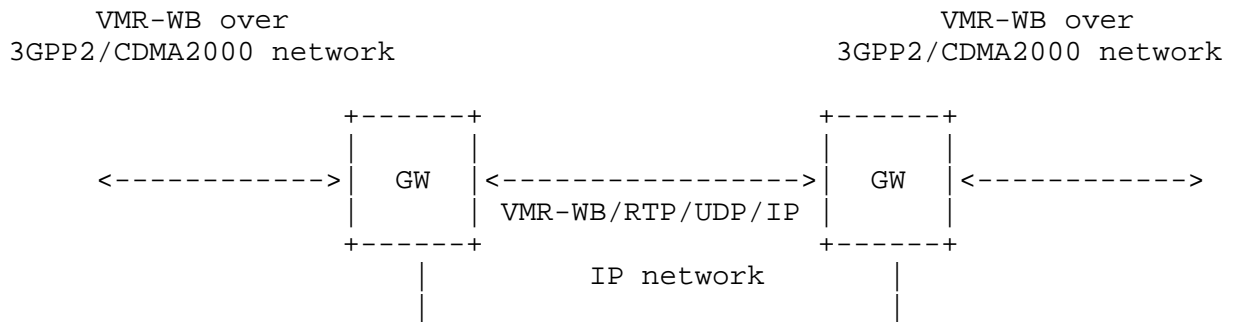 VMR-WB over VMR-WB over
3GPP2/CDMA2000 network 3GPP2/CDMA2000 network
GW GW
VMR-WB/RTP/UDP/IP
IP network